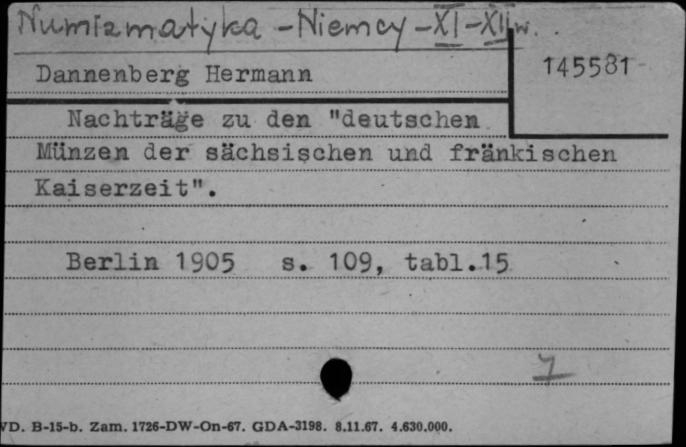 Numizmatyka - Niemcy - XI - XII w.
Dannenberg Hermann
145581
Nachträge zu den "deutschen
Münzen der sächsischen und fränkischen
Kaiserzeit".
Berlin 1905 s. 109, tabl.15
7
VD. B-15-b. Zam. 1726-DW-On-67. GDA-3198. 8.11.67. 4.630.000.